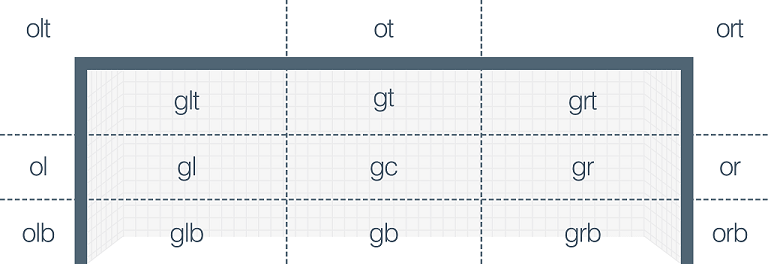 olt ot ort
glt gt grt
ol gl gc gr or
olb glb gb grb orb